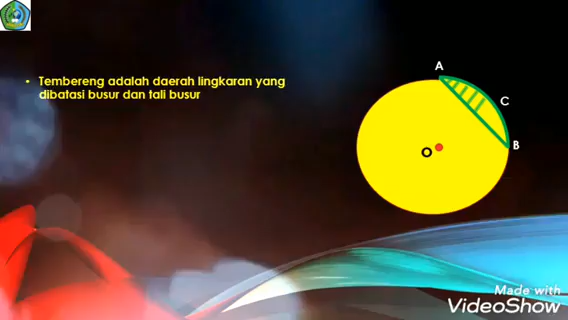 • Tembereng adalah daerah lingkaran yang
dibatasi busur dan tali busur
A
C
B
O
Made with
VideoShow